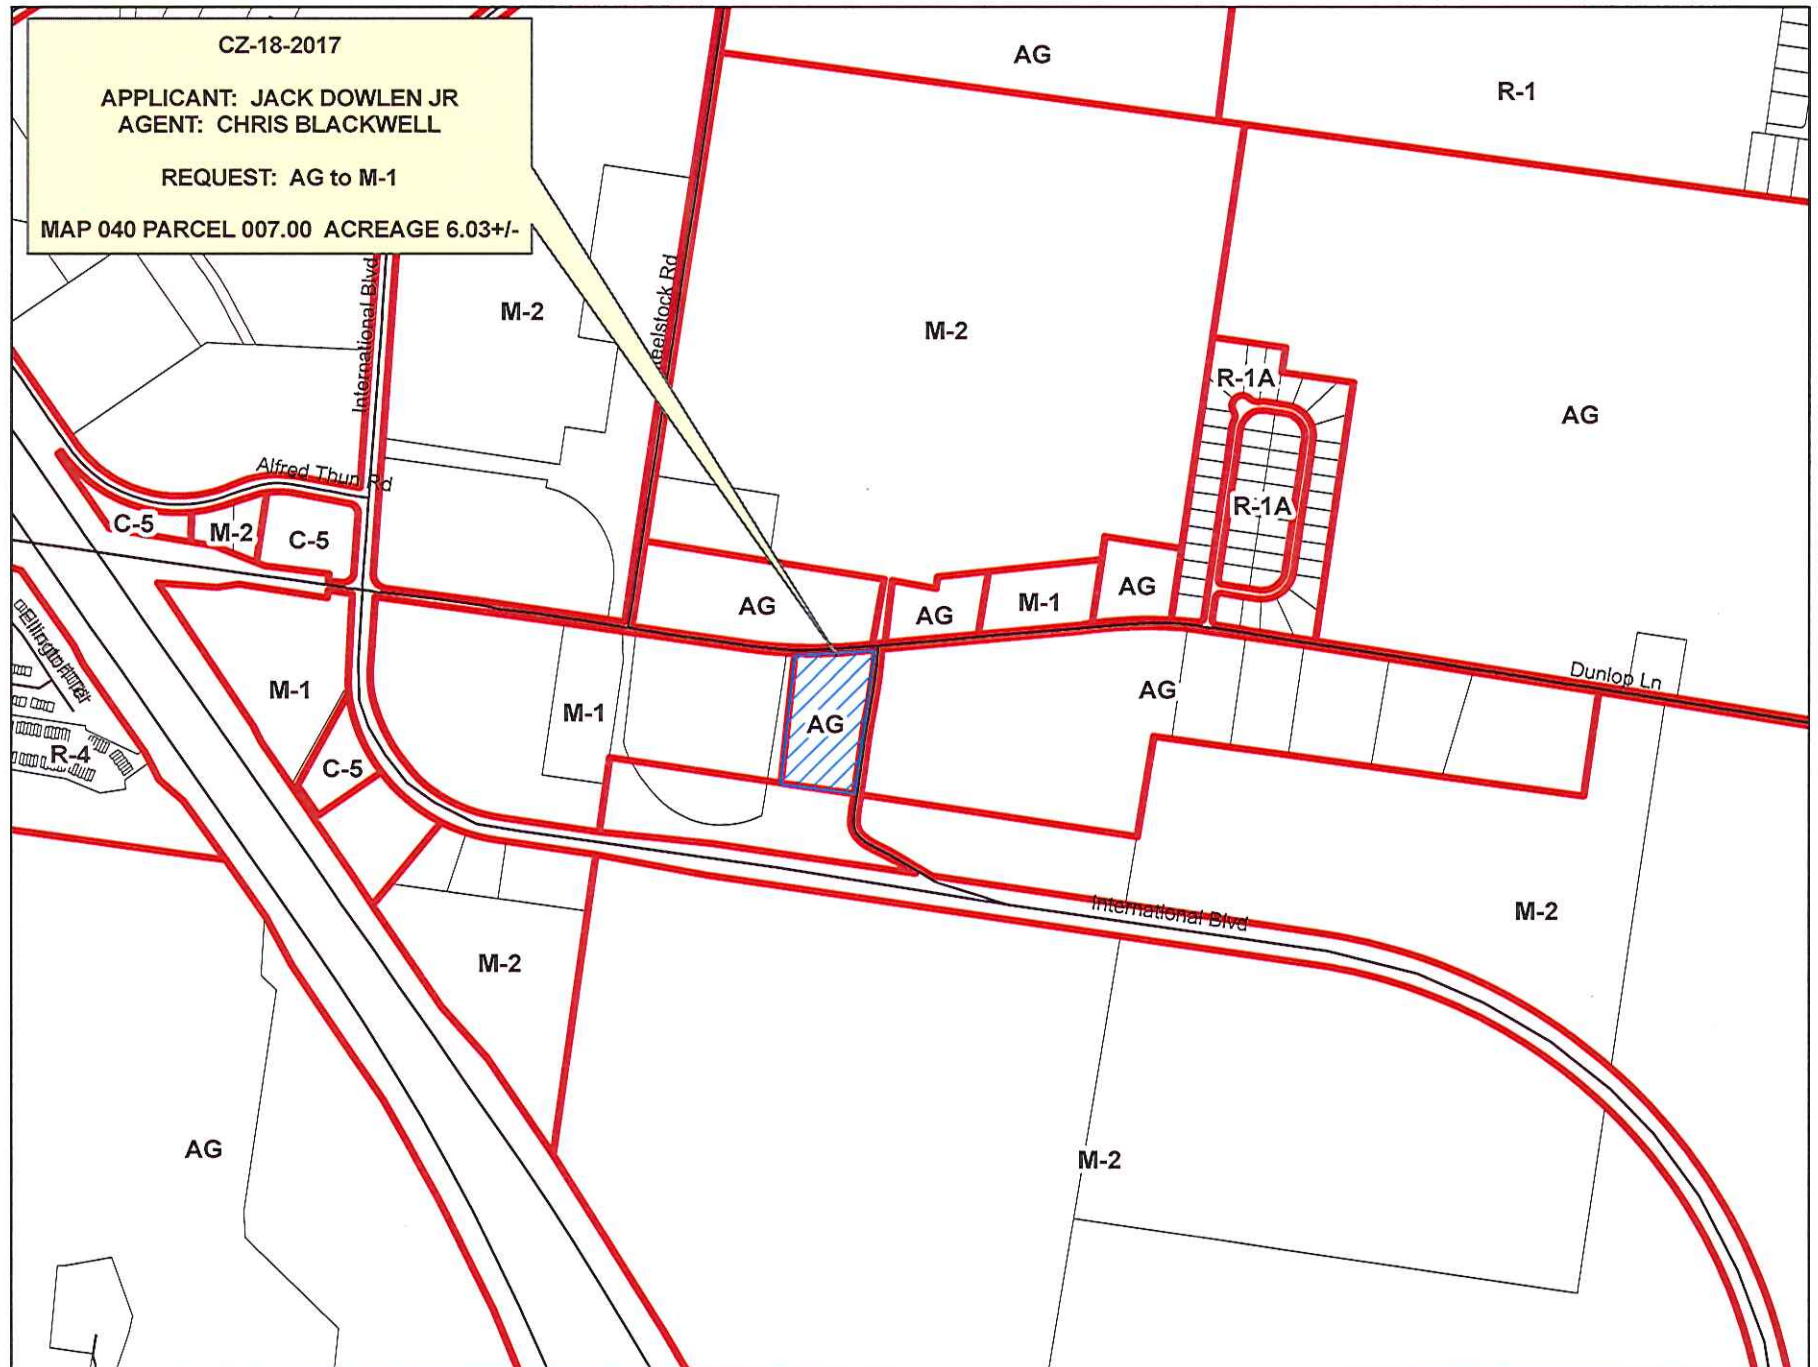 CZ-18-2017
APPLICANT: JACK DOWLEN JR
AGENT: CHRIS BLACKWELL
REQUEST: AG to M-1
MAP 040 PARCEL 007.00 ACREAGE 6.03+/-
AG
R-1
International Blvd
M-2
Rd
M-2
R-1A
AG
Alfred Thun Rd
C-5
M-2
C-5
R-1A
AG
AG
M-1
AG
M-1
R-4
C-5
M-1
AG
AG
Dunlop Ln
M-2
International Blvd
M-2
AG
M-2